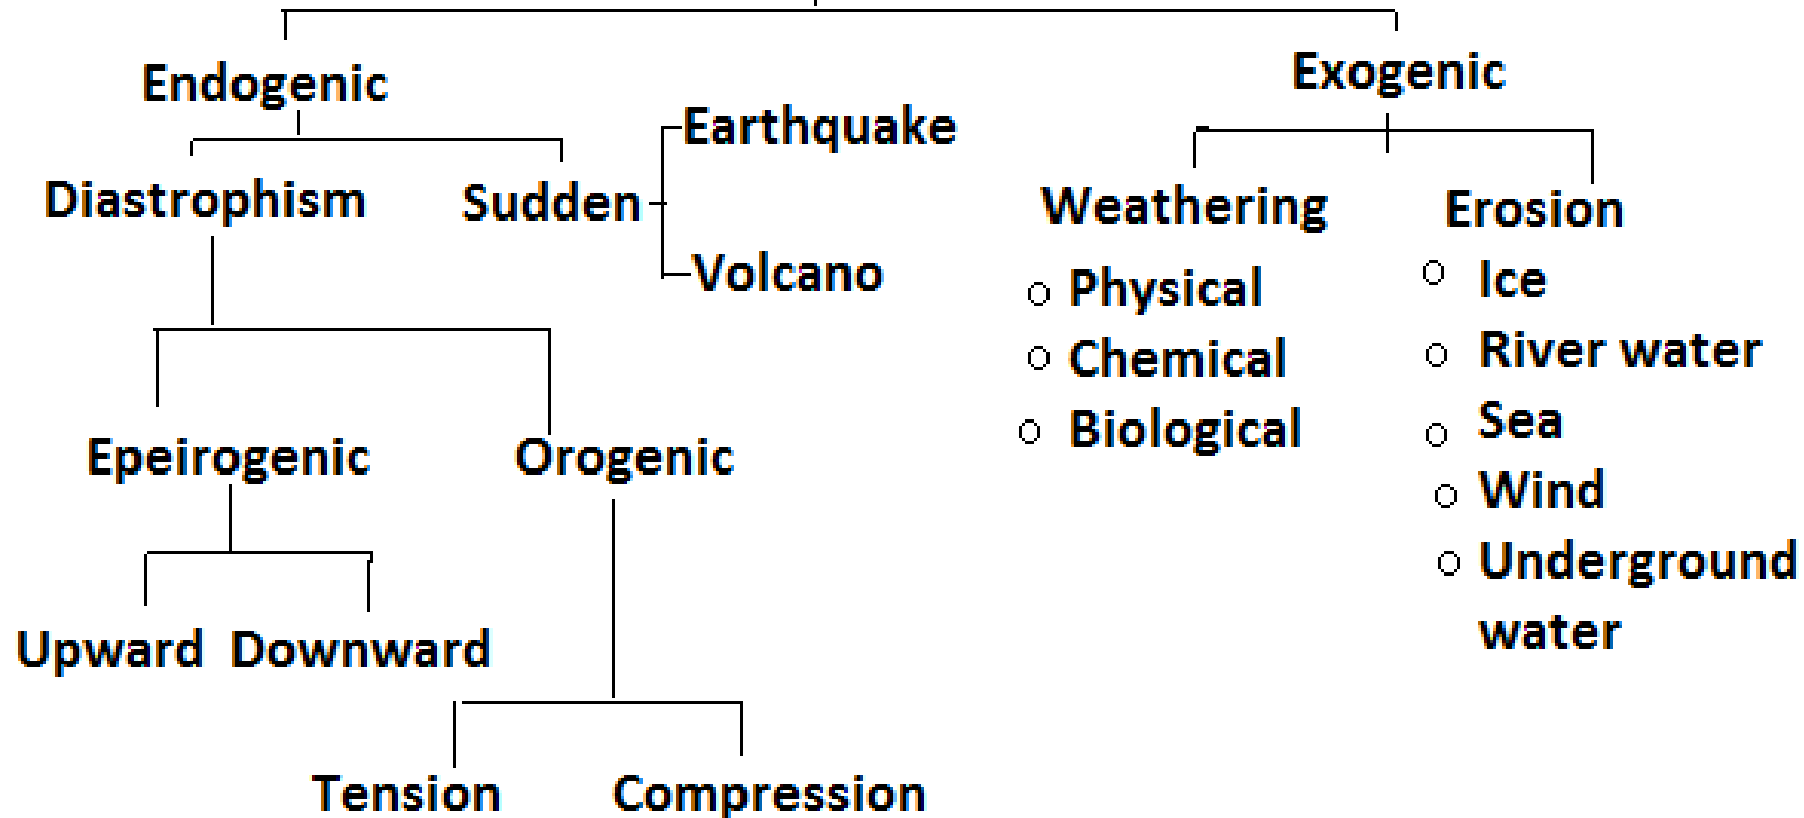 Endogenic
Exogenic
Earthquake
Diastrophism
Sudden
Weathering
Erosion
Volcano
Physical
Ice
Chemical
River water
Biological
Sea
Epeirogenic
Orogenic
Wind
Underground
water
Upward
Downward
Tension
Compression